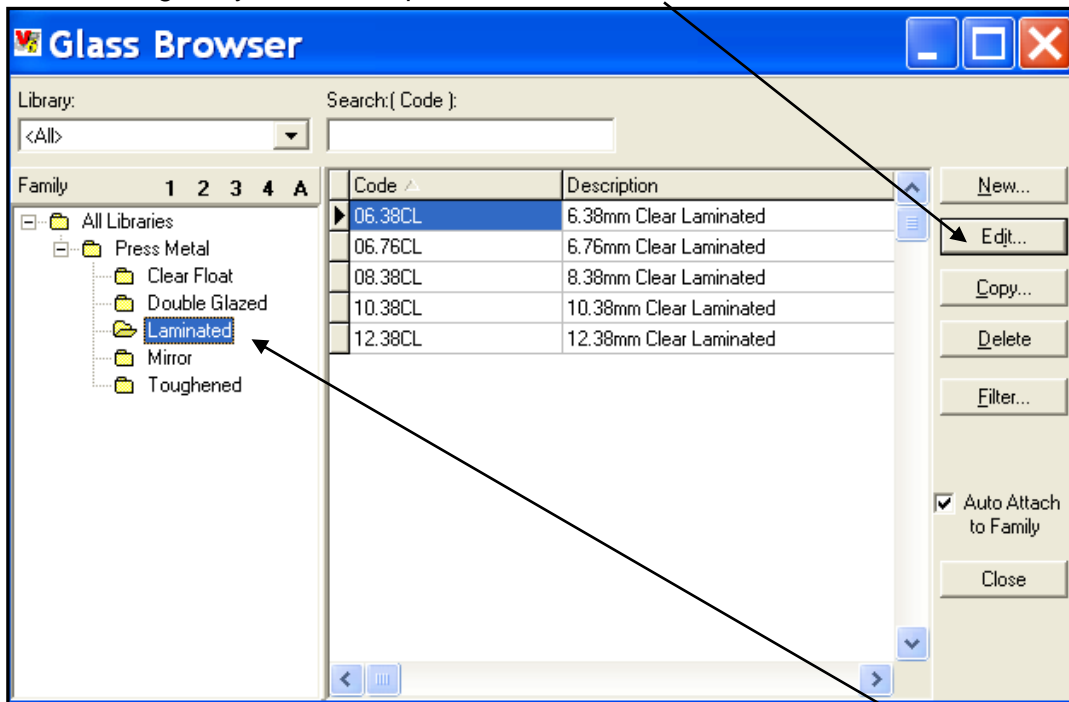 Glass Browser
Library:
Search:( Code ):
<All>
Family 1 2 3 4 A
All Libraries
Press Metal
Clear Float
Double Glazed
Laminated
Mirror
Toughened
Code Description
06.38CL 6.38mm Clear Laminated
06.76CL 6.76mm Clear Laminated
08.38CL 8.38mm Clear Laminated
10.38CL 10.38mm Clear Laminated
12.38CL 12.38mm Clear Laminated
New...
Edit...
Copy...
Delete
Filter...
Auto Attach
to Family
Close